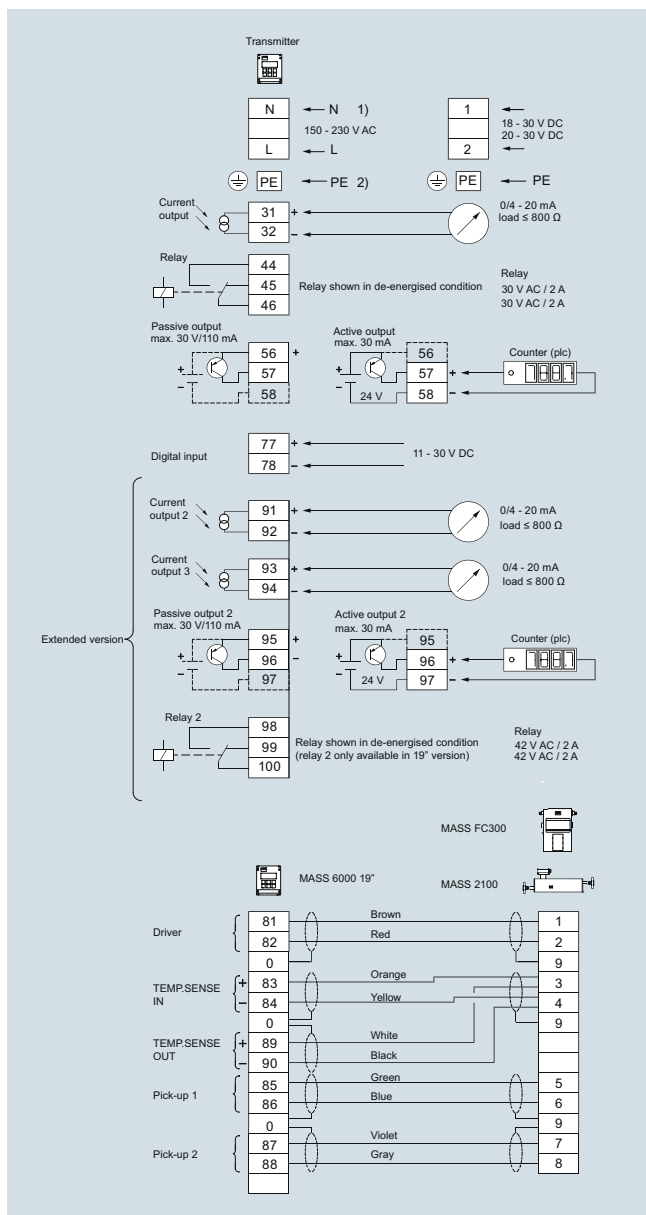 Transmitter
N
N 1)
150 - 230 V AC
L
L
1
18 - 30 V DC
20 - 30 V DC
2
PE
PE 2)
PE
PE
Current
output
31 +
32 –
0/4 - 20 mA
load ≤ 800 Ω
Relay
44
45
46
Relay shown in de-energised condition
Relay
30 V AC / 2 A
30 V AC / 2 A
Passive output
max. 30 V/110 mA
+
–
56 +
57
58
Active output
max. 30 mA
+
–
24 V
56
57 +
58 –
Counter (plc)
Digital input
77 +
78 –
11 - 30 V DC
Extended version
Current
output 2
91 +
92 –
0/4 - 20 mA
load ≤ 800 Ω
Current
output 3
93 +
94 –
0/4 - 20 mA
load ≤ 800 Ω
Passive output 2
max. 30 V/110 mA
+
–
95 +
96 –
97
Active output 2
max. 30 mA
+
–
24 V
95
96 +
97 –
Counter (plc)
Relay 2
98
99
100
Relay shown in de-energised condition
(relay 2 only available in 19" version)
Relay
42 V AC / 2 A
42 V AC / 2 A
MASS FC300
MASS 6000 19"
MASS 2100
Driver
81 Brown 1
82 Red 2
0 9
TEMP.SENSE
IN
+ 83 Orange 3
– 84 Yellow 4
0 9
TEMP.SENSE
OUT
+ 89 White
– 90 Black
Pick-up 1
85 Green 5
86 Blue 6
0 9
Pick-up 2
87 Violet 7
88 Gray 8